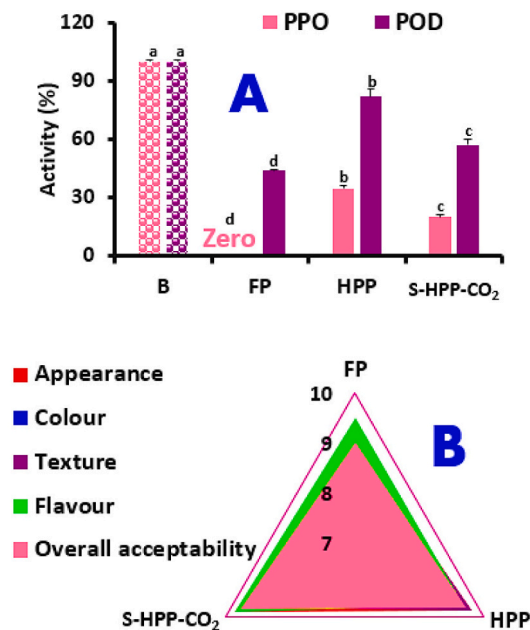 120
PPO
POD
a
a
90
A
b
Activity (%)
60
c
d
b
30
c
d
Zero
0
B
FP
HPP
S-HPP-CO₂
Appearance
Colour
Texture
Flavour
Overall acceptability
FP
10
B
9
8
7
S-HPP-CO₂
HPP